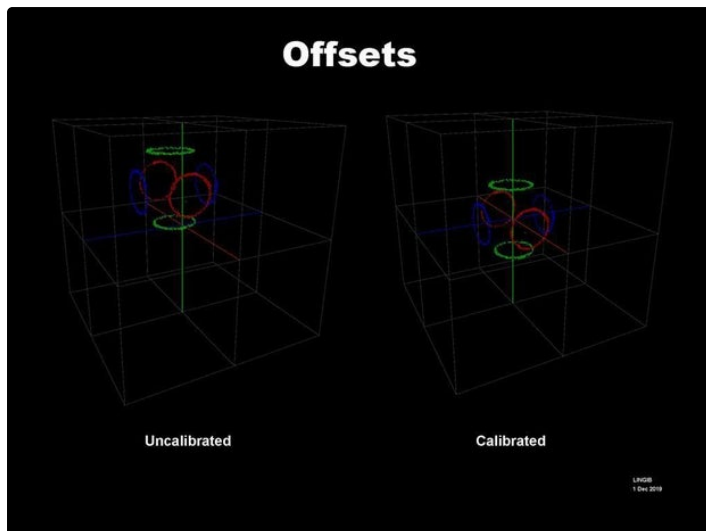 Offsets
Uncalibrated
Calibrated
LINGIB
1 Dec 2019